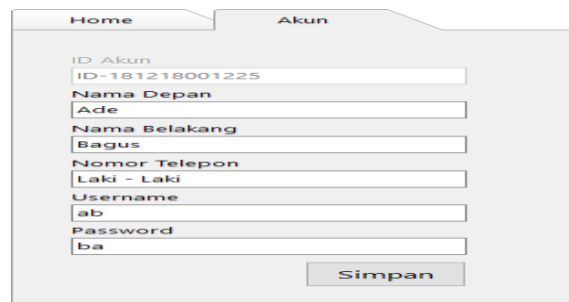 Home Akun
ID Akun
ID-181218001225
Nama Depan
Ade
Nama Belakang
Bagus
Nomor Telepon
Laki - Laki
Username
ab
Password
ba
Simpan